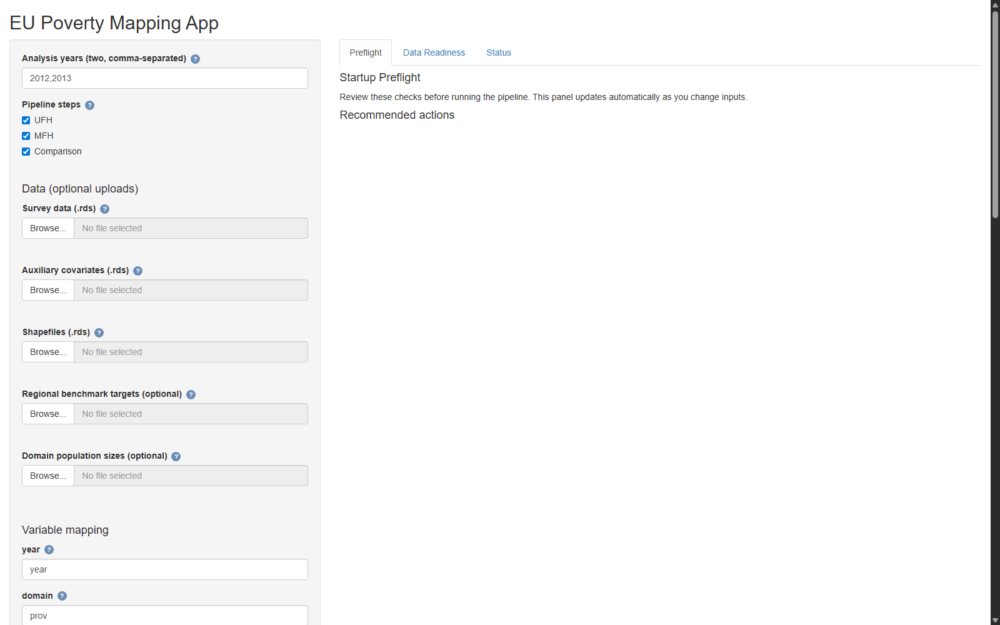 EU Poverty Mapping App
Analysis years (two, comma-separated) ?
2012,2013
Pipeline steps ?
UFH
MFH
Comparison
Data (optional uploads)
Survey data (.rds) ?
Browse... No file selected
Auxiliary covariates (.rds) ?
Browse... No file selected
Shapefiles (.rds) ?
Browse... No file selected
Regional benchmark targets (optional) ?
Browse... No file selected
Domain population sizes (optional) ?
Browse... No file selected
Variable mapping
year ?
year
domain ?
prov
Preflight Data Readiness Status
Startup Preflight
Review these checks before running the pipeline. This panel updates automatically as you change inputs.
Recommended actions